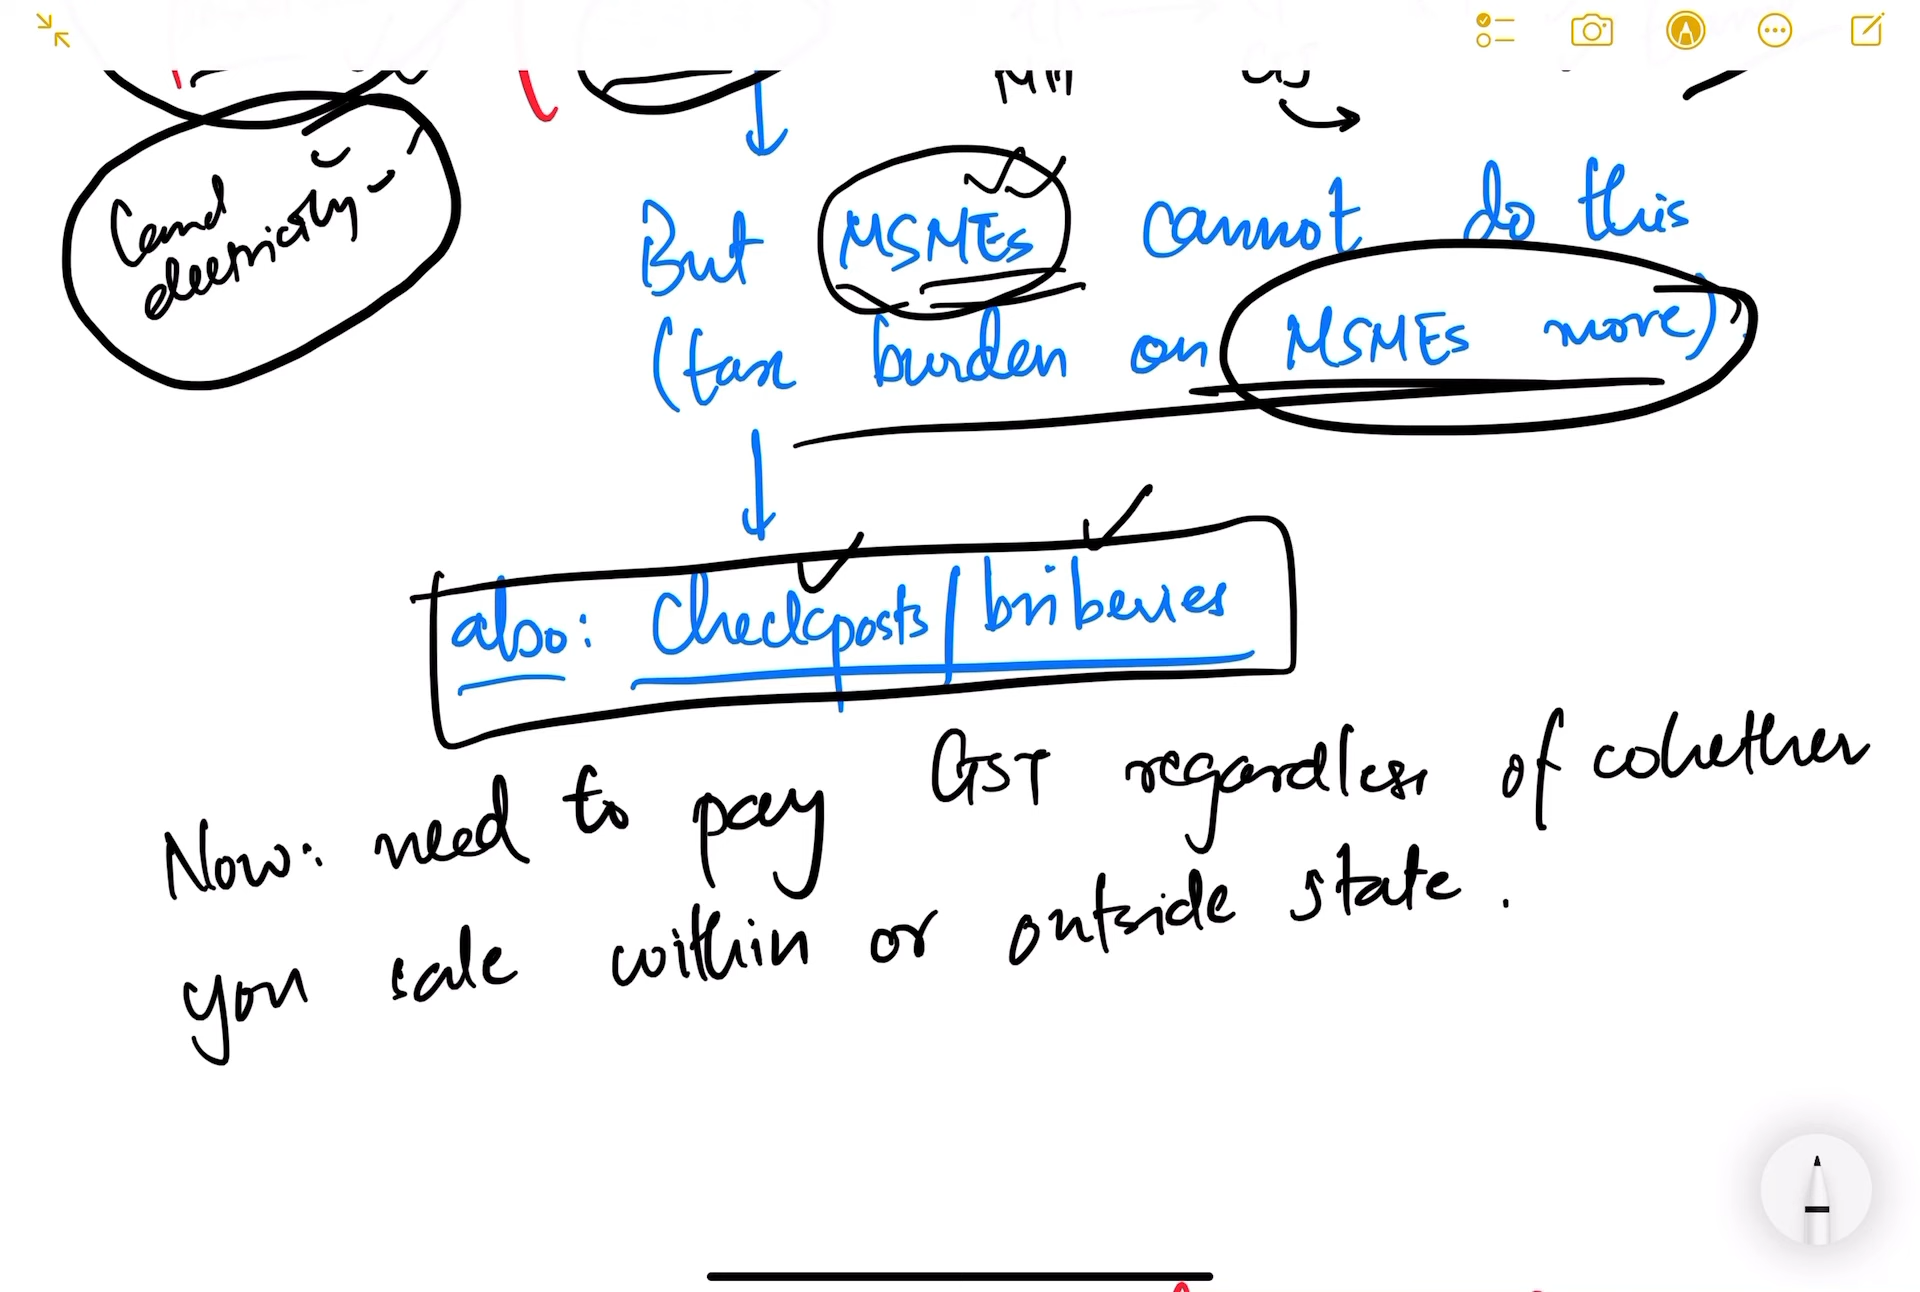 Land
electricity
But MSMEs cannot do this
(tax burden on MSMEs more).
also: Checkposts/briberies
Now: need to pay GST regardless of whether
you sale within or outside state.